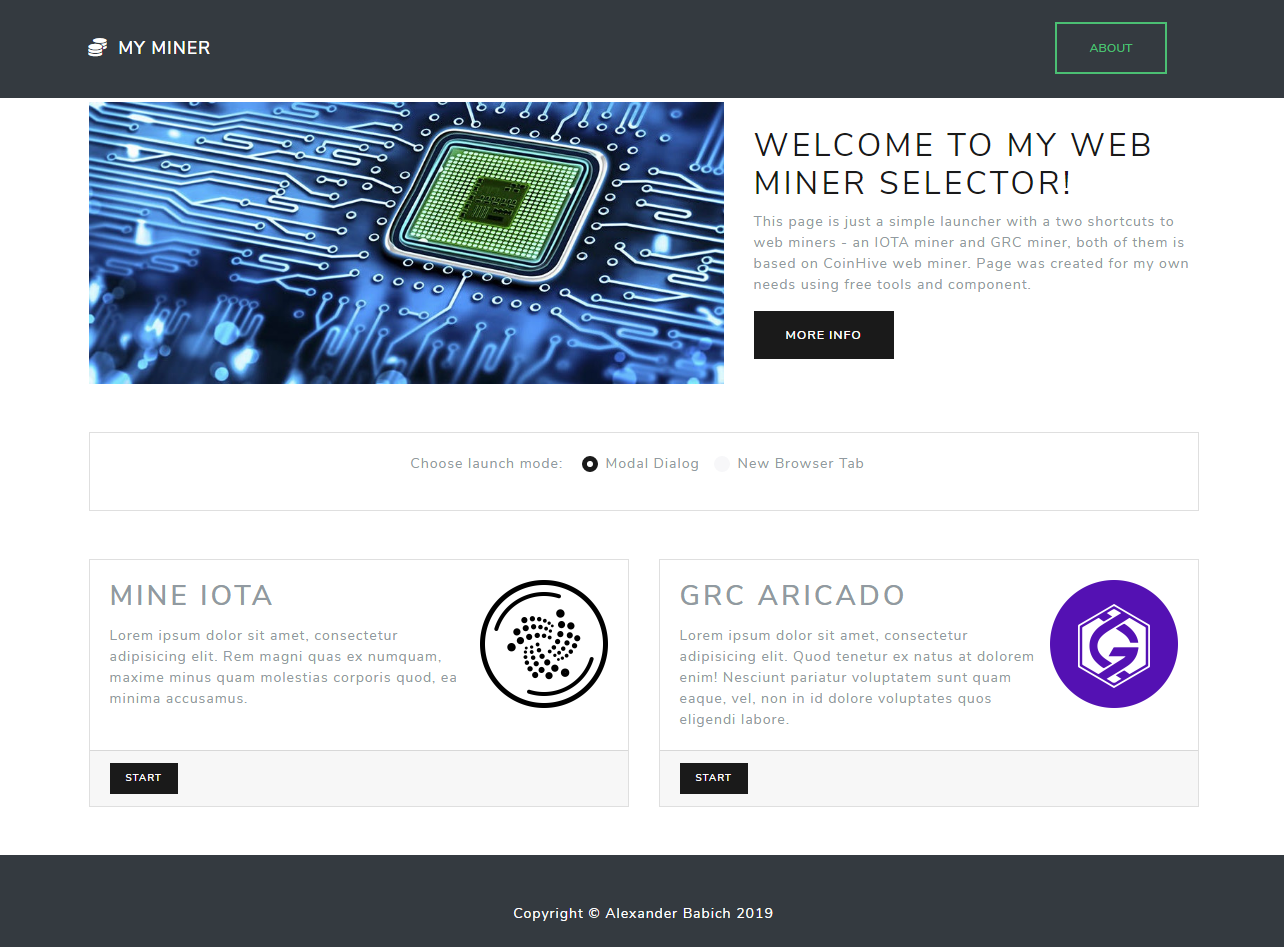 MY MINER
ABOUT
WELCOME TO MY WEB
MINER SELECTOR!
This page is just a simple launcher with a two shortcuts to
web miners - an IOTA miner and GRC miner, both of them is
based on CoinHive web miner. Page was created for my own
needs using free tools and component.
MORE INFO
Choose launch mode: Modal Dialog New Browser Tab
MINE IOTA
Lorem ipsum dolor sit amet, consectetur
adipisicing elit. Rem magni quas ex numquam,
maxime minus quam molestias corporis quod, ea
minima accusamus.
START
GRC ARICADO
Lorem ipsum dolor sit amet, consectetur
adipisicing elit. Quod tenetur ex natus at dolorem
enim! Nesciunt pariatur voluptatem sunt quam
eaque, vel, non in id dolore voluptates quos
eligendi labore.
START
Copyright © Alexander Babich 2019